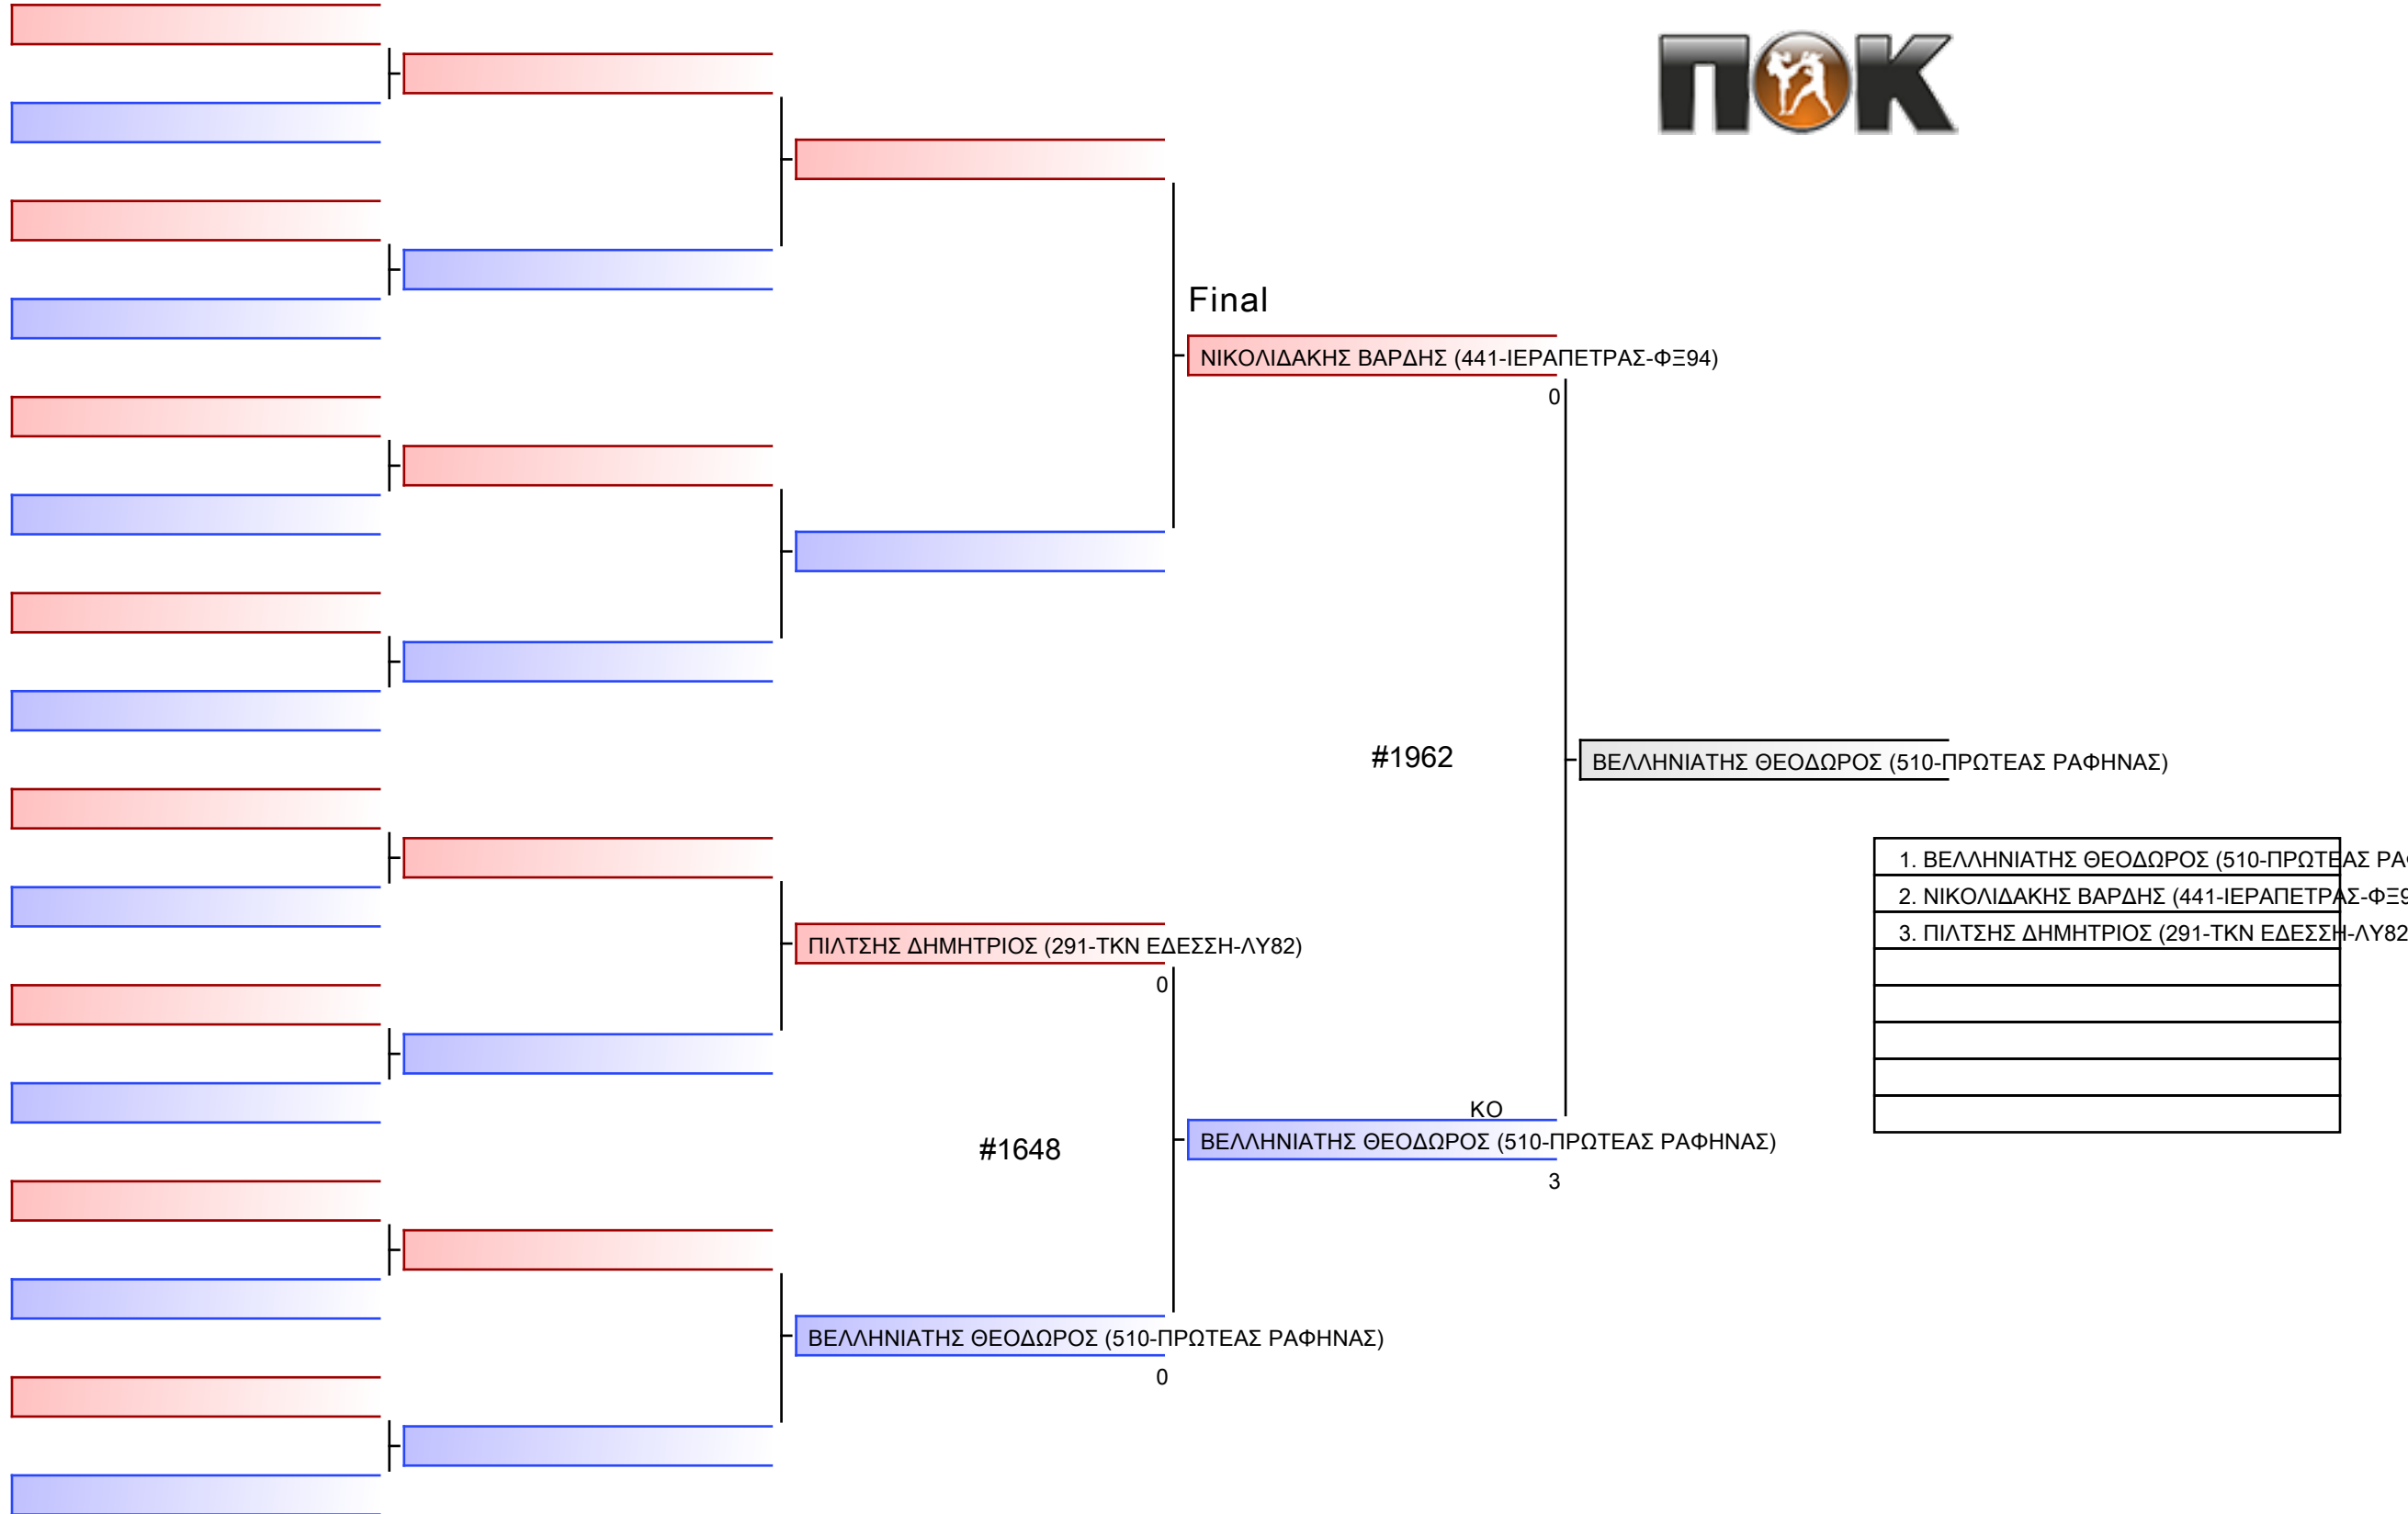 ΠΟΚ
Final
ΝΙΚΟΛΙΔΑΚΗΣ ΒΑΡΔΗΣ (441-ΙΕΡΑΠΕΤΡΑΣ-ΦΞ94)
0
#1962
ΒΕΛΛΗΝΙΑΤΗΣ ΘΕΟΔΩΡΟΣ (510-ΠΡΩΤΕΑΣ ΡΑΦΗΝΑΣ)
1. ΒΕΛΛΗΝΙΑΤΗΣ ΘΕΟΔΩΡΟΣ (510-ΠΡΩΤΕΑΣ ΡΑ
2. ΝΙΚΟΛΙΔΑΚΗΣ ΒΑΡΔΗΣ (441-ΙΕΡΑΠΕΤΡΑΣ-ΦΞ9
3. ΠΙΛΤΣΗΣ ΔΗΜΗΤΡΙΟΣ (291-ΤΚΝ ΕΔΕΣΣΗ-ΛΥ82
ΠΙΛΤΣΗΣ ΔΗΜΗΤΡΙΟΣ (291-ΤΚΝ ΕΔΕΣΣΗ-ΛΥ82)
0
KO
ΒΕΛΛΗΝΙΑΤΗΣ ΘΕΟΔΩΡΟΣ (510-ΠΡΩΤΕΑΣ ΡΑΦΗΝΑΣ)
#1648
3
ΒΕΛΛΗΝΙΑΤΗΣ ΘΕΟΔΩΡΟΣ (510-ΠΡΩΤΕΑΣ ΡΑΦΗΝΑΣ)
0